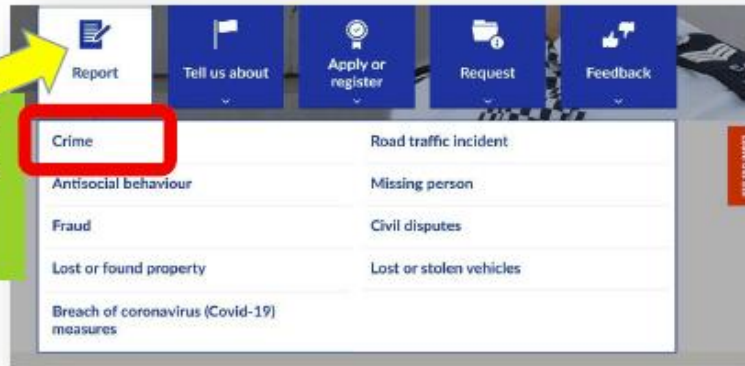 Report
Tell us about
Apply or
register
Request
Feedback
Crime
Road traffic incident
Antisocial behaviour
Missing person
Fraud
Civil disputes
Lost or found property
Lost or stolen vehicles
Breach of coronavirus (Covid-19)
measures